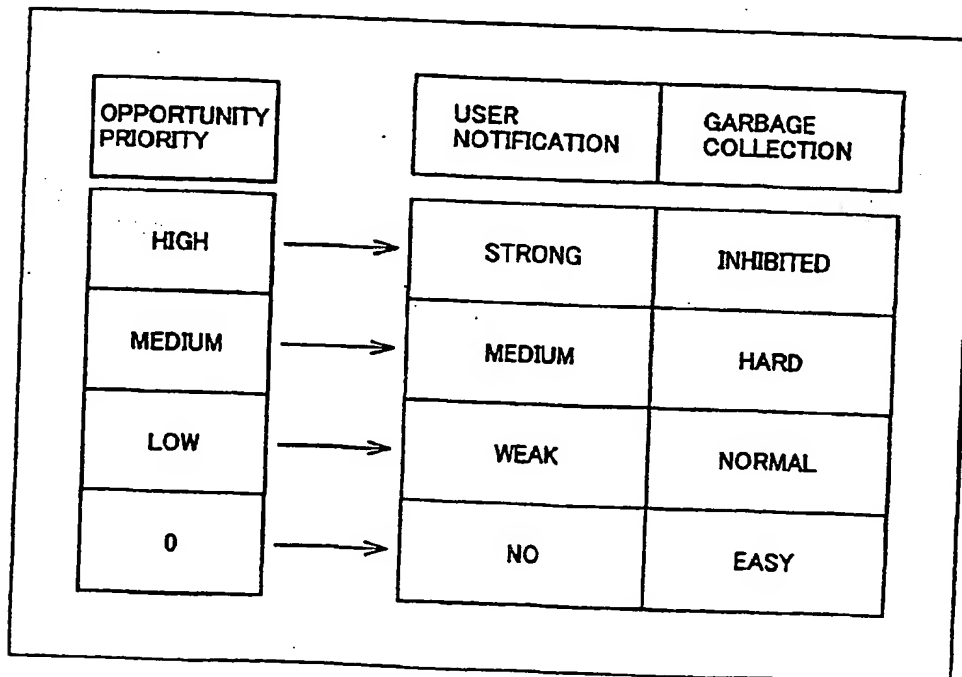 OPPORTUNITY
PRIORITY
USER
NOTIFICATION
GARBAGE
COLLECTION
HIGH
STRONG
INHIBITED
MEDIUM
MEDIUM
HARD
LOW
WEAK
NORMAL
0
NO
EASY